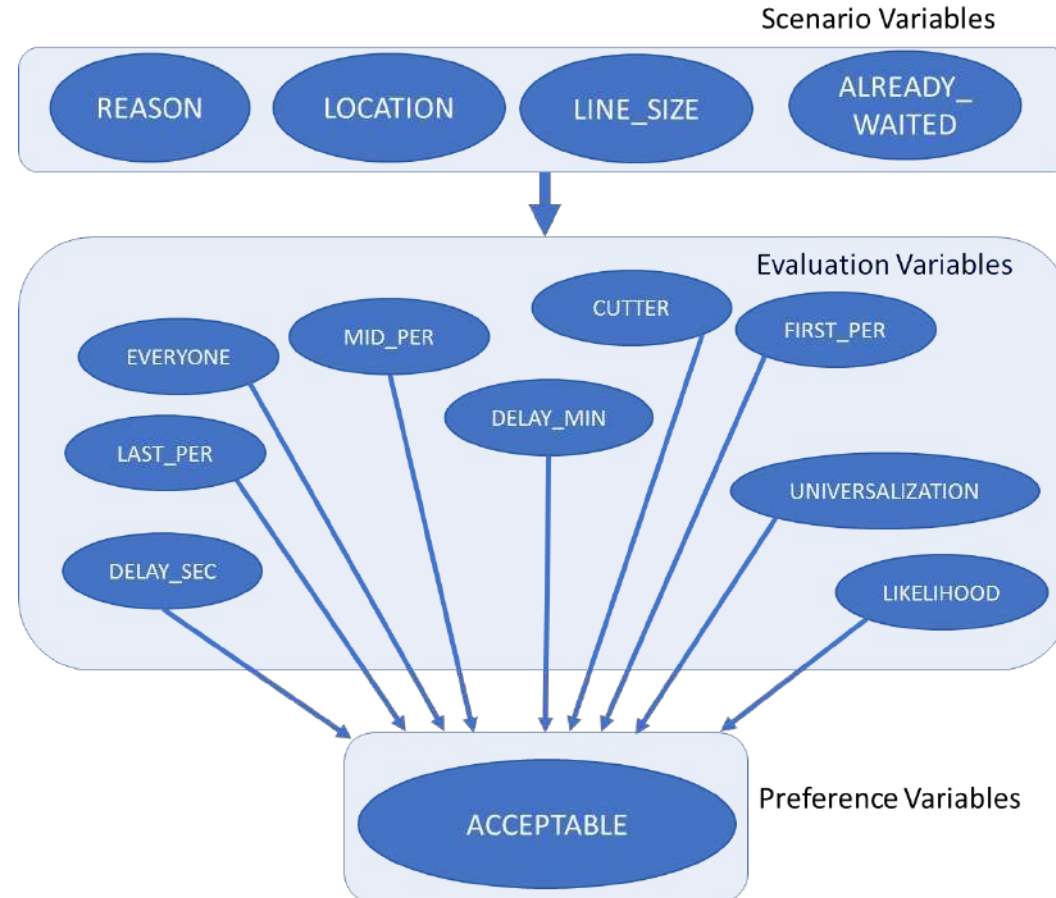 Scenario Variables
REASON
LOCATION
LINE_SIZE
ALREADY_
WAITED
Evaluation Variables
EVERYONE
MID_PER
CUTTER
FIRST_PER
LAST_PER
DELAY_MIN
UNIVERSALIZATION
DELAY_SEC
LIKELIHOOD
ACCEPTABLE
Preference Variables